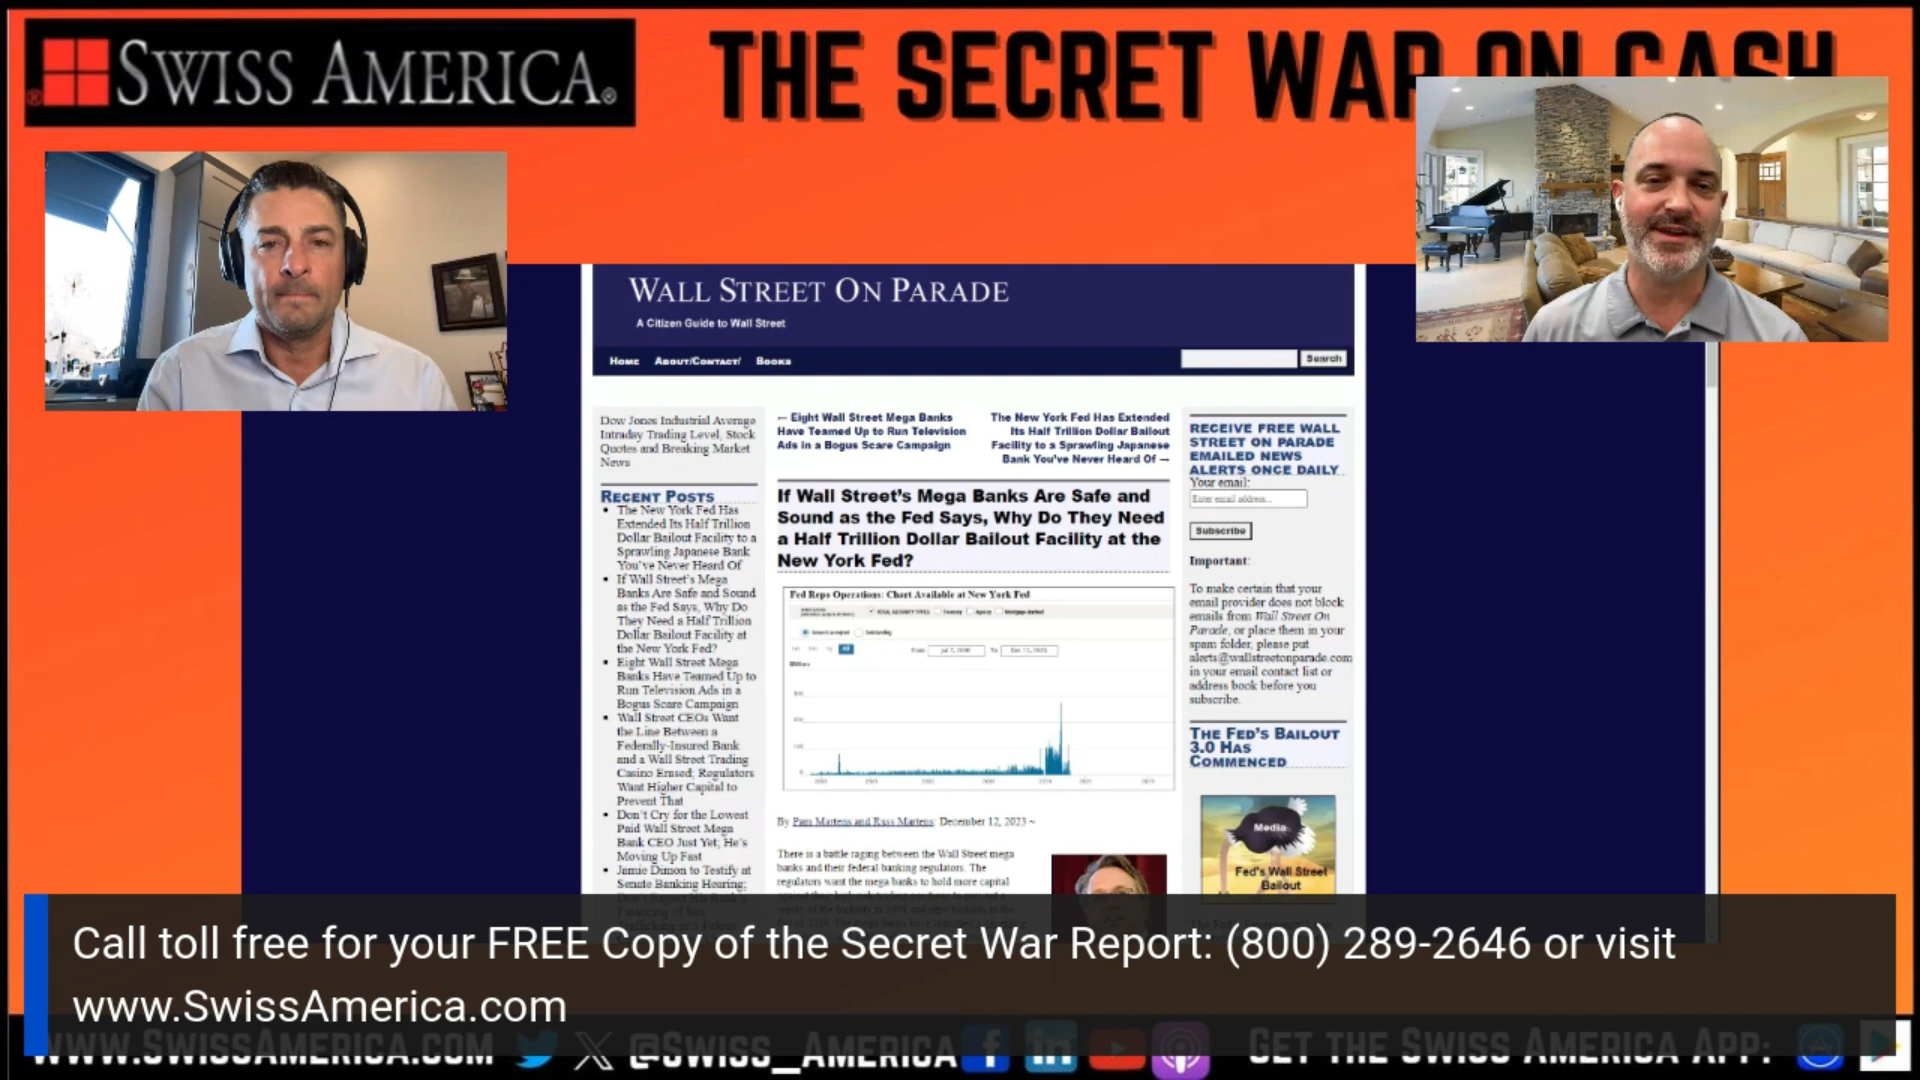 SWISS AMERICA®
THE SECRET WAR ON CASH
WALL STREET ON PARADE
A Citizen Guide to Wall Street
HOME ABOUT/CONTACT/ BOOKS
Search
Dow Jones Industrial Average
Intraday Trading Level, Stock
Quotes and Breaking Market
News
RECENT POSTS
The New York Fed Has
Extended Its Half Trillion
Dollar Bailout Facility to a
Sprawling Japanese Bank
You've Never Heard Of
If Wall Street's Mega
Banks Are Safe and Sound
as the Fed Says, Why Do
They Need a Half Trillion
Dollar Bailout Facility at
the New York Fed?
Eight Wall Street Mega
Banks Have Teamed Up to
Run Television Ads in a
Bogus Scare Campaign
Wall Street CEOs Want
the Line Between a
Federally-Insured Bank
and a Wall Street Trading
Casino Erased; Regulators
Want Higher Capital to
Prevent That
Don't Cry for the Lowest
Paid Wall Street Mega
Bank CEO Just Yet; He's
Moving Up Fast
Jamie Dimon to Testify at
Senate Banking Hearing;
← Eight Wall Street Mega Banks
Have Teamed Up to Run Television
Ads in a Bogus Scare Campaign
The New York Fed Has Extended
Its Half Trillion Dollar Bailout
Facility to a Sprawling Japanese
Bank You've Never Heard Of →
If Wall Street's Mega Banks Are Safe and
Sound as the Fed Says, Why Do They Need
a Half Trillion Dollar Bailout Facility at the
New York Fed?
Fed Repo Operations: Chart Available at New York Fed
By Pam Martens and Russ Martens: December 12, 2023 ~
There is a battle raging between the Wall Street mega
banks and their federal banking regulators. The
regulators want the mega banks to hold more capital
RECEIVE FREE WALL
STREET ON PARADE
EMAILED NEWS
ALERTS ONCE DAILY
Your email:
Enter email address...
Subscribe
Important:
To make certain that your
email provider does not block
emails from Wall Street On
Parade, or place them in your
spam folder, please put
alerts@wallstreetonparade.com
in your email contact list or
address book before you
subscribe.
THE FED'S BAILOUT
3.0 HAS
COMMENCED
Media
Fed's Wall Street
Bailout
Call toll free for your FREE Copy of the Secret War Report: (800) 289-2646 or visit
www.SwissAmerica.com
WWW.SWISSAMERICA.COM @SWISS_AMERICA GET THE SWISS AMERICA APP: